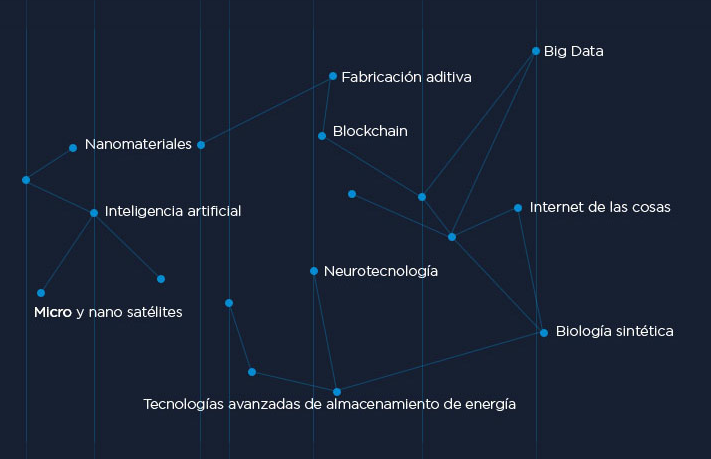 Big Data
Fabricación aditiva
Blockchain
Nanomateriales
Internet de las cosas
Inteligencia artificial
Neurotecnología
Micro y nano satélites
Biología sintética
Tecnologías avanzadas de almacenamiento de energía